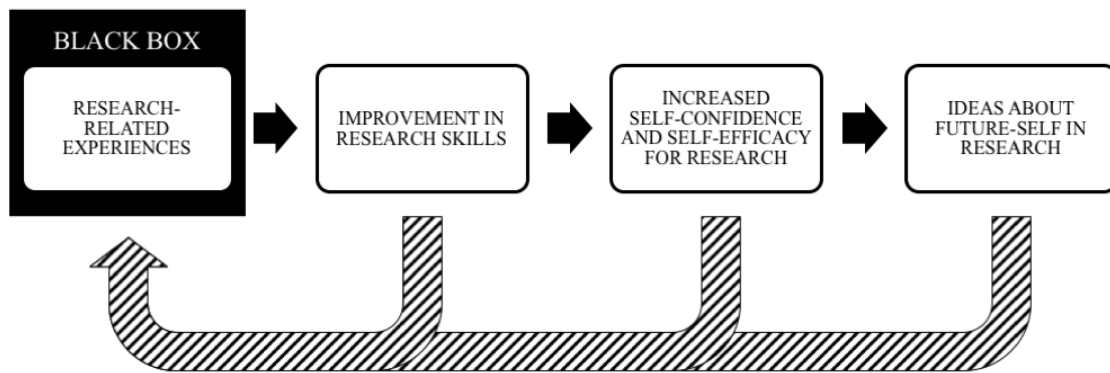 BLACK BOX
RESEARCH-
RELATED
EXPERIENCES
IMPROVEMENT IN
RESEARCH SKILLS
INCREASED
SELF-CONFIDENCE
AND SELF-EFFICACY
FOR RESEARCH
IDEAS ABOUT
FUTURE-SELF IN
RESEARCH